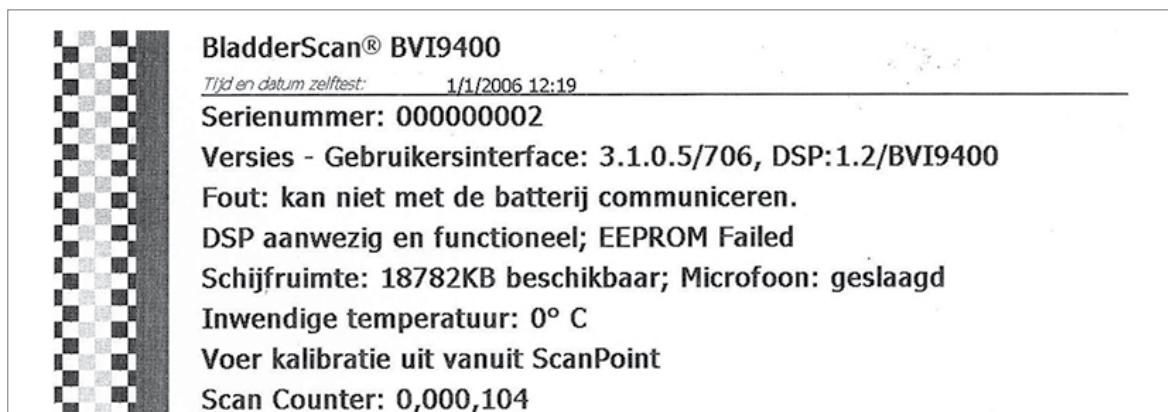 BladderScan® BVI9400
Tijd en datum zelftest: 1/1/2006 12:19
Serienummer: 000000002
Versies - Gebruikersinterface: 3.1.0.5/706, DSP:1.2/BVI9400
Fout: kan niet met de batterij communiceren.
DSP aanwezig en functioneel; EEPROM Failed
Schijfruimte: 18782KB beschikbaar; Microfoon: geslaagd
Inwendige temperatuur: 0° C
Voer kalibratie uit vanuit ScanPoint
Scan Counter: 0,000,104